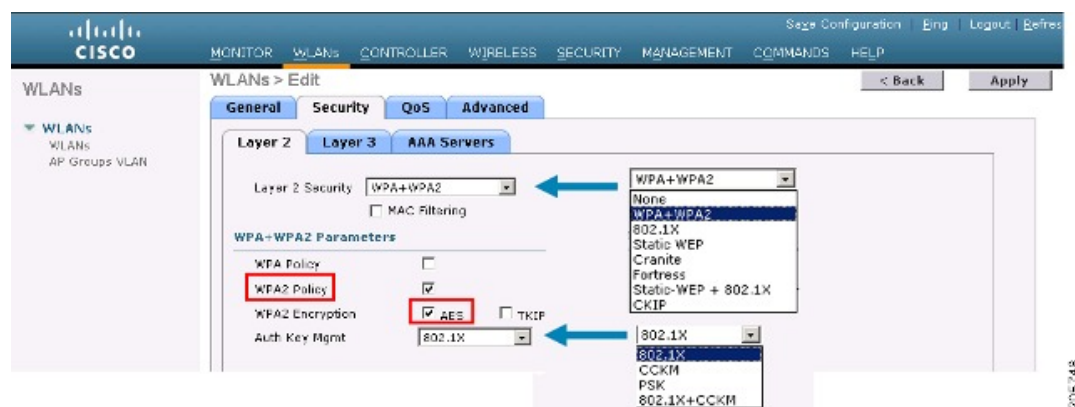 Save Configuration | Ping | Logout | Refres
CISCO
MONITOR WLANs CONTROLLER WIRELESS SECURITY MANAGEMENT COMMANDS HELP
WLANs
WLANs > Edit
< Back
Apply
General Security QoS Advanced
WLANs
WLANs
AP Groups VLAN
Layer 2 Layer 3 AAA Servers
Layer 2 Security WPA+WPA2
MAC Filtering
WPA+WPA2 Parameters
WPA Policy
WPA2 Policy
WPA2 Encryption AES TKIP
Auth Key Mgmt 802.1X
WPA+WPA2
None
WPA+WPA2
802.1X
Static WEP
Cranite
Fortress
Static-WEP + 802.1X
CKIP
802.1X
802.1X
CCKM
PSK
802.1X+CCKM